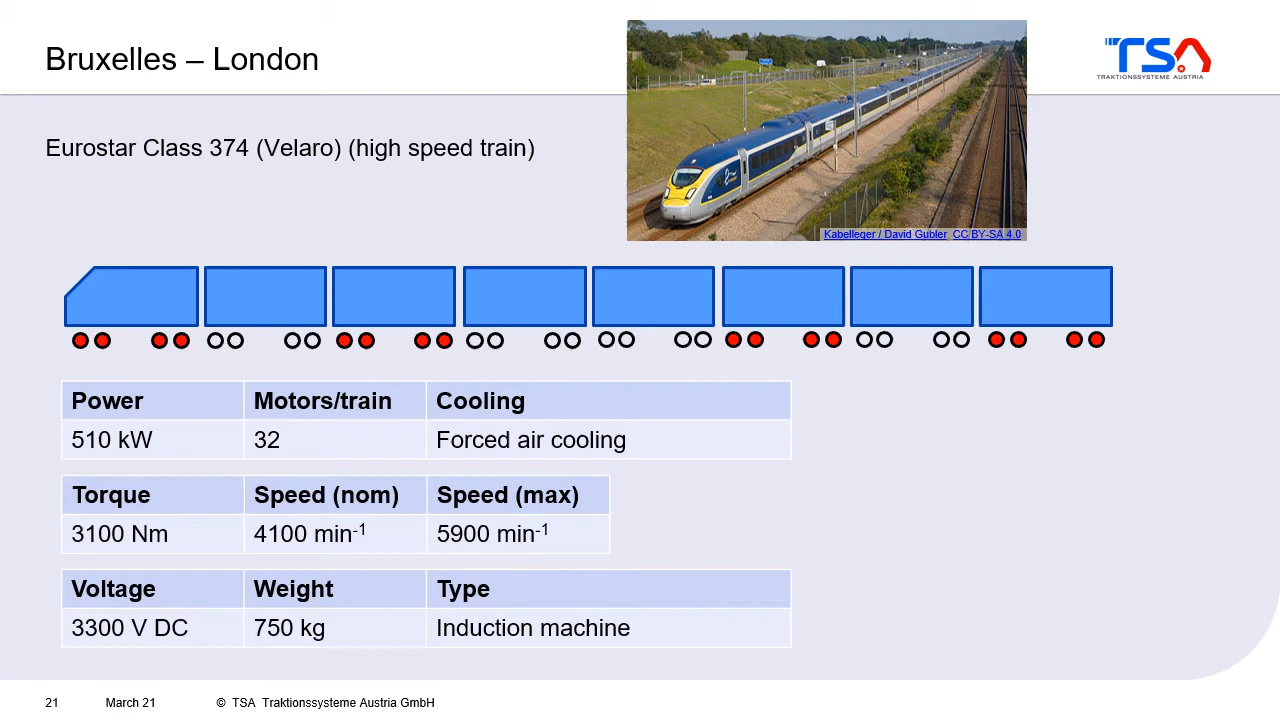 Bruxelles – London
TSA
TRAKTIONSSYSTEME AUSTRIA
Eurostar Class 374 (Velaro) (high speed train)
Kabelleger / David Gubler CC BY-SA 4.0
Power Motors/train Cooling
510 kW 32 Forced air cooling
Torque Speed (nom) Speed (max)
3100 Nm 4100 min-1 5900 min-1
Voltage Weight Type
3300 V DC 750 kg Induction machine
21 March 21 © TSA Traktionssysteme Austria GmbH